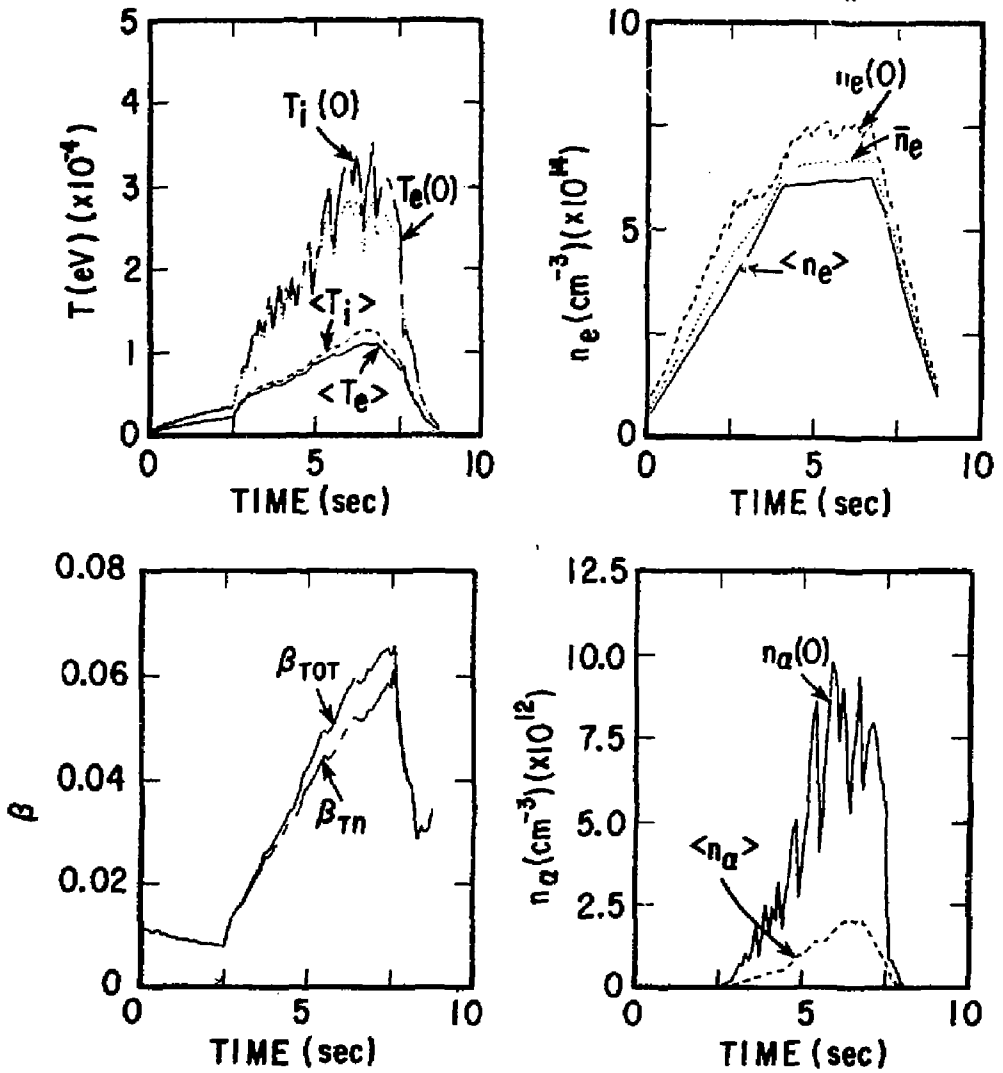 5
4
3
2
1
0
T(eV)(x10⁻⁴)
Tᵢ(0)
Tₑ(0)
<Tᵢ>
<Tₑ>
0
5
10
TIME (sec)
10
5
0
nₑ(cm⁻³)(x10¹⁴)
nₑ(0)
n̄ₑ
<nₑ>
0
5
10
TIME (sec)
0.08
0.06
0.04
0.02
0
β
β_TOT
β_Tn
0
5
10
TIME (sec)
12.5
10.0
7.5
5.0
2.5
0
n_α(cm⁻³)(x10¹²)
n_α(0)
<n_α>
0
5
10
TIME (sec)